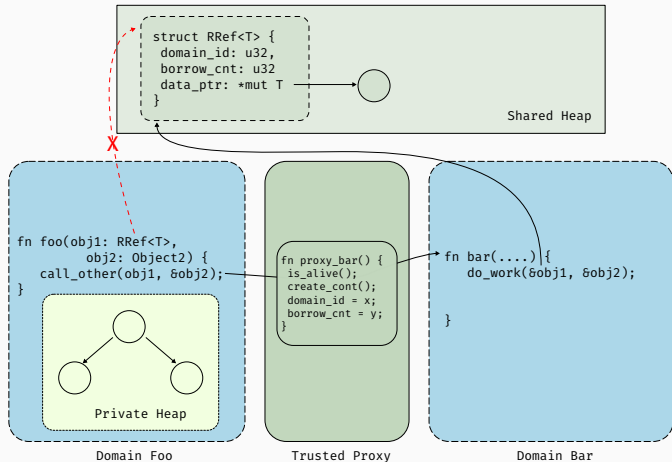 struct RRef<T> {
domain_id: u32,
borrow_cnt: u32
data_ptr: *mut T
}
Shared Heap
X
fn foo(obj1: RRef<T>,
obj2: Object2) {
call_other(obj1, &obj2);
}
Private Heap
Domain Foo
fn proxy_bar() {
is_alive();
create_cont();
domain_id = x;
borrow_cnt = y;
}
Trusted Proxy
fn bar(....) {
do_work(&obj1, &obj2);
}
Domain Bar